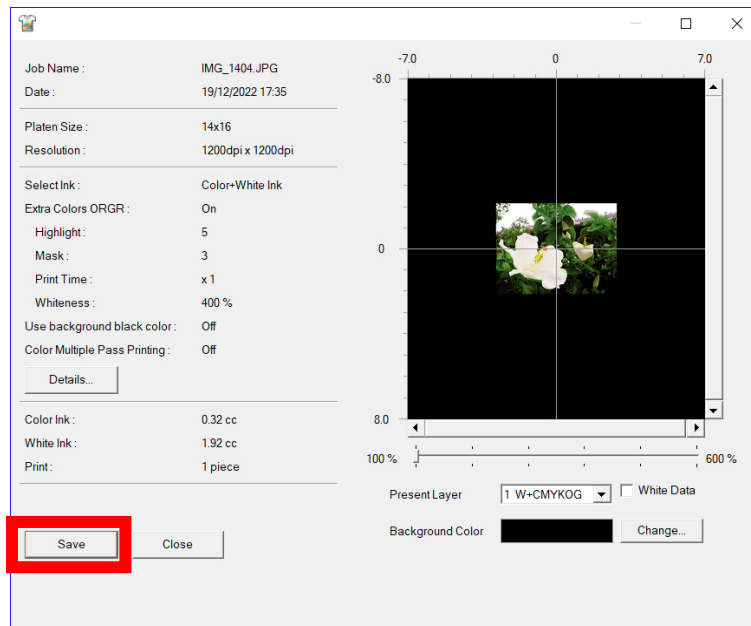 Job Name : IMG_1404.JPG
Date : 19/12/2022 17:35
Platen Size : 14x16
Resolution : 1200dpi x 1200dpi
Select Ink : Color+White Ink
Extra Colors ORGR : On
Highlight : 5
Mask : 3
Print Time : x 1
Whiteness : 400 %
Use background black color : Off
Color Multiple Pass Printing : Off
Details...
Color Ink : 0.32 cc
White Ink : 1.92 cc
Print : 1 piece
Save Close
-7.0 0 7.0
-8.0
0
8.0
100 % 600 %
Present Layer 1 W+CMYKOG White Data
Background Color Change...